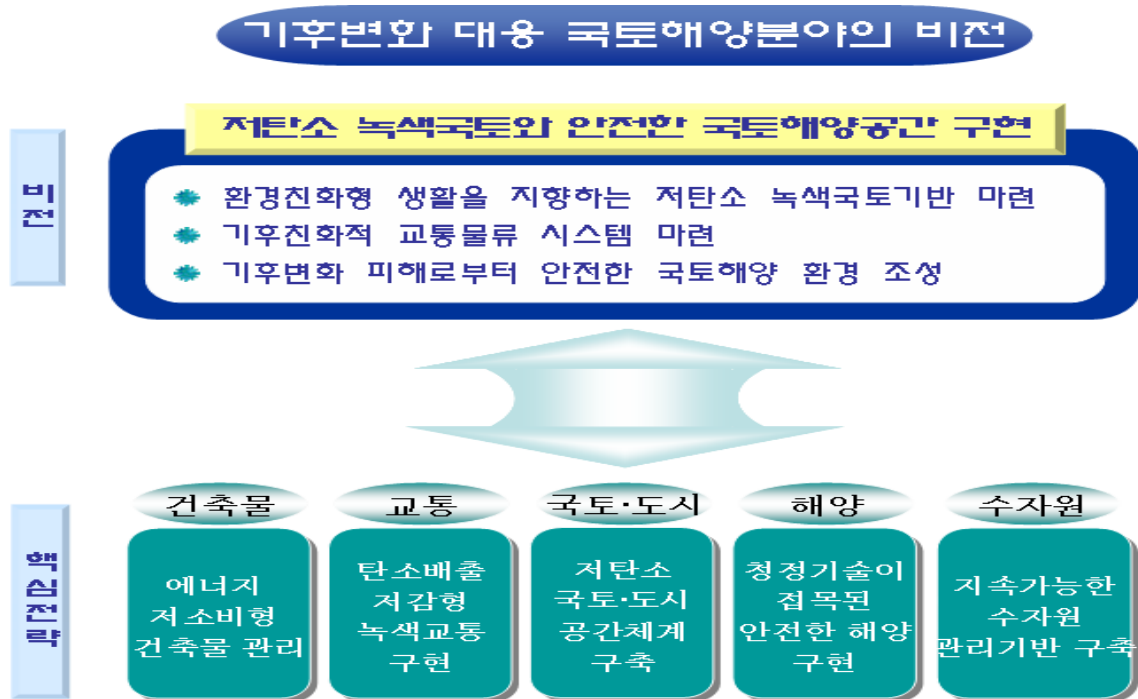 기후변화 대응 국토해양분야의 비전
저탄소 녹색국토와 안전한 국토해양공간 구현
비전
환경친화형 생활을 지향하는 저탄소 녹색국토기반 마련
기후친화적 교통물류 시스템 마련
기후변화 피해로부터 안전한 국토해양 환경 조성
핵심전략
건축물
에너지
저소비형
건축물 관리
교통
탄소배출
저감형
녹색교통
구현
국토·도시
저탄소
국토·도시
공간체계
구축
해양
청정기술이
접목된
안전한 해양
구현
수자원
지속가능한
수자원
관리기반 구축